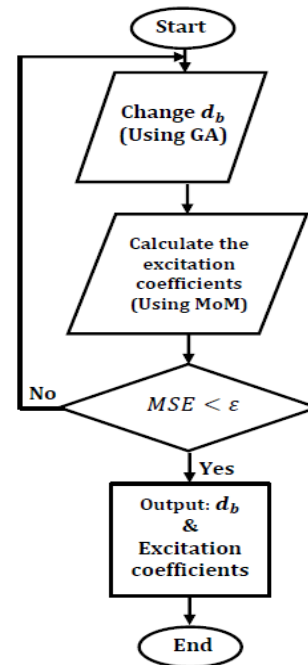 Start
Change d_b
(Using GA)
Calculate the
excitation
coefficients
(Using MoM)
MSE < ε
No
Yes
Output: d_b
&
Excitation
coefficients
End